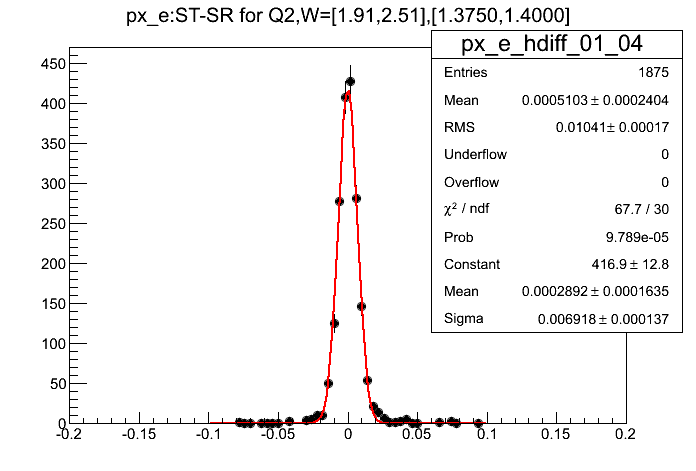 px_e:ST-SR for Q2,W=[1.91,2.51],[1.3750,1.4000]
px_e_hdiff_01_04
Entries 1875
Mean 0.0005103 ± 0.0002404
RMS 0.01041 ± 0.00017
Underflow 0
Overflow 0
χ² / ndf 67.7 / 30
Prob 9.789e-05
Constant 416.9 ± 12.8
Mean 0.0002892 ± 0.0001635
Sigma 0.006918 ± 0.000137
450
400
350
300
250
200
150
100
50
0
-0.2 -0.15 -0.1 -0.05 0 0.05 0.1 0.15 0.2